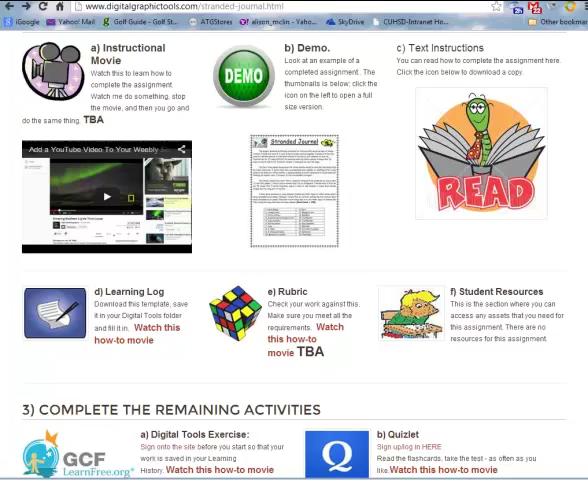 www.digitalgraphictools.com/stranded-journal.html
iGoogle
Yahoo! Mail
Golf Guide - Golf St...
ATGStores
alison_mclin - Yaho...
SkyDrive
CUHSD-Intranet Ho...
Other bookmar
a) Instructional
Movie
Watch this to learn how to
complete the assignment.
Watch me do something, stop
the movie, and then you go and
do the same thing. TBA
DEMO
b) Demo.
Look at an example of a
completed assignment . The
thumbnail is below; click the
icon on the left to open a full
size version.
c) Text Instructions
You can read how to complete the assignment here.
Click the icon below to download a copy.
READ
Add a YouTube Video To Your Weebly S
Stranded Journal
d) Learning Log
Download this template, save
it in your Digital Tools folder
and fill it in. Watch this
how-to movie
e) Rubric
Check your work against this.
Make sure you meet all the
requirements. Watch
this how-to
movie TBA
f) Student Resources
This is the section where you can
access any assets that you need for
this assignment. There are no
resources for this assignment.
3) COMPLETE THE REMAINING ACTIVITIES
GCF
LearnFree.org
a) Digital Tools Exercise:
Sign onto the site before you start so that your
work is saved in your Learning
History. Watch this how-to movie
Q
b) Quizlet
Sign up/log in HERE
Read the flashcards, take the test - as often as you
like.Watch this how-to movie